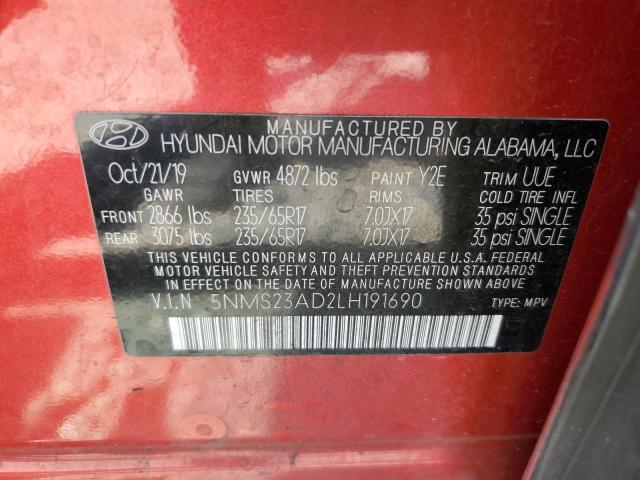 MANUFACTURED BY
HYUNDAI MOTOR MANUFACTURING ALABAMA, LLC
Oct/21/19 GVWR 4872 lbs PAINT Y2E TRIM UUE
GAWR TIRES RIMS COLD TIRE INFL
FRONT 2866 lbs 235/65R17 7.0JX17 35 psi SINGLE
REAR 3075 lbs 235/65R17 7.0JX17 35 psi SINGLE
THIS VEHICLE CONFORMS TO ALL APPLICABLE U.S.A. FEDERAL
MOTOR VEHICLE SAFETY, BUMPER, AND THEFT PREVENTION STANDARDS
IN EFFECT ON THE DATE OF MANUFACTURE SHOWN ABOVE.
V.I.N 5NMS23AD2LH191690 TYPE: MPV